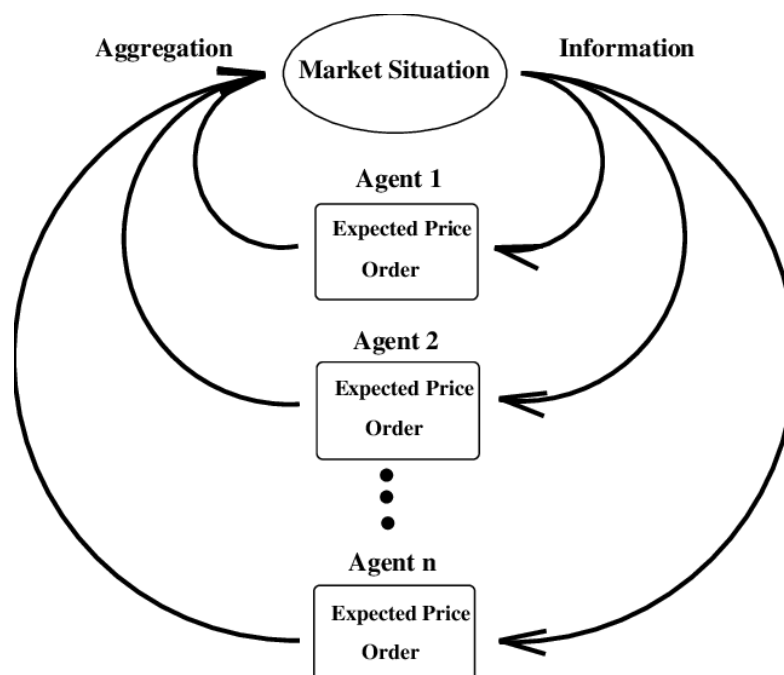 Aggregation
Market Situation
Information
Agent 1
Expected Price
Order
Agent 2
Expected Price
Order
Agent n
Expected Price
Order